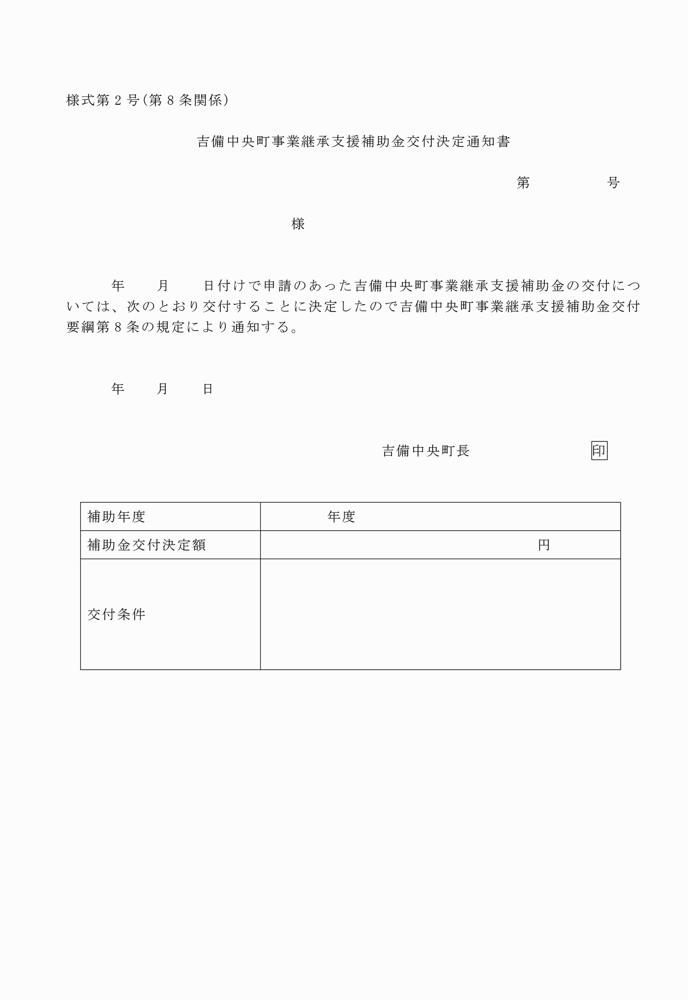 様式第２号(第８条関係)
吉備中央町事業継承支援補助金交付決定通知書
第　　　　　号
様
年　　月　　日付けで申請のあった吉備中央町事業継承支援補助金の交付につ
いては、次のとおり交付することに決定したので吉備中央町事業継承支援補助金交付
要綱第８条の規定により通知する。
年　　月　　日
吉備中央町長　　　　　　　　印
補助年度　　　　　年度
補助金交付決定額　　　　　円
交付条件